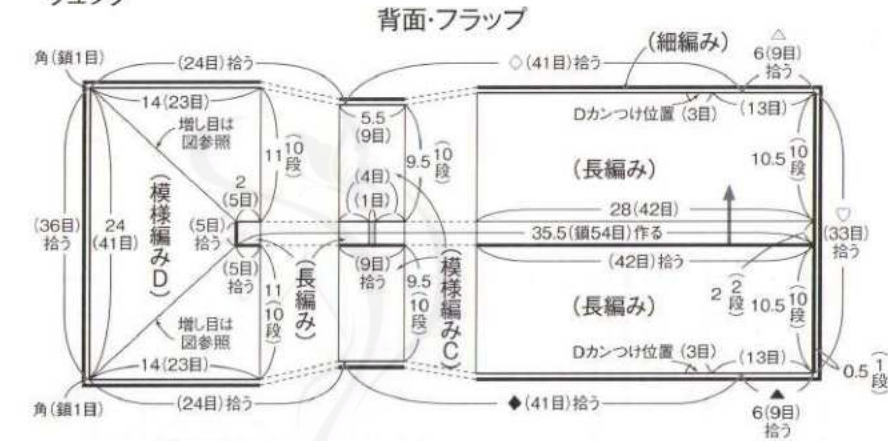 背面・フラップ
角(鎖1目)
(24目)拾う
◇(41目)拾う
(細編み)
△
6(9目)
拾う
14(23目)
増し目は
図参照
11(10段)
5.5
(9目)
9.5(10段)
Dカンつけ位置(3目)
(13目)
(長編み)
10.5(10段)
2
(5目)
(4目)
(1目)
(36目)
拾う
24
(41目)
(模様編みD)
(5目)
拾う
28(42目)
35.5(鎖54目)作る
♡
(33目)
拾う
(5目)
拾う
(長編み)
(9目)
拾う
(模様編みC)
(42目)拾う
2(2段)
11(10段)
9.5(10段)
(長編み)
10.5(10段)
増し目は
図参照
14(23目)
Dカンつけ位置(3目)
(13目)
0.5(1段)
角(鎖1目)
(24目)拾う
◆(41目)拾う
▲
6(9目)
拾う